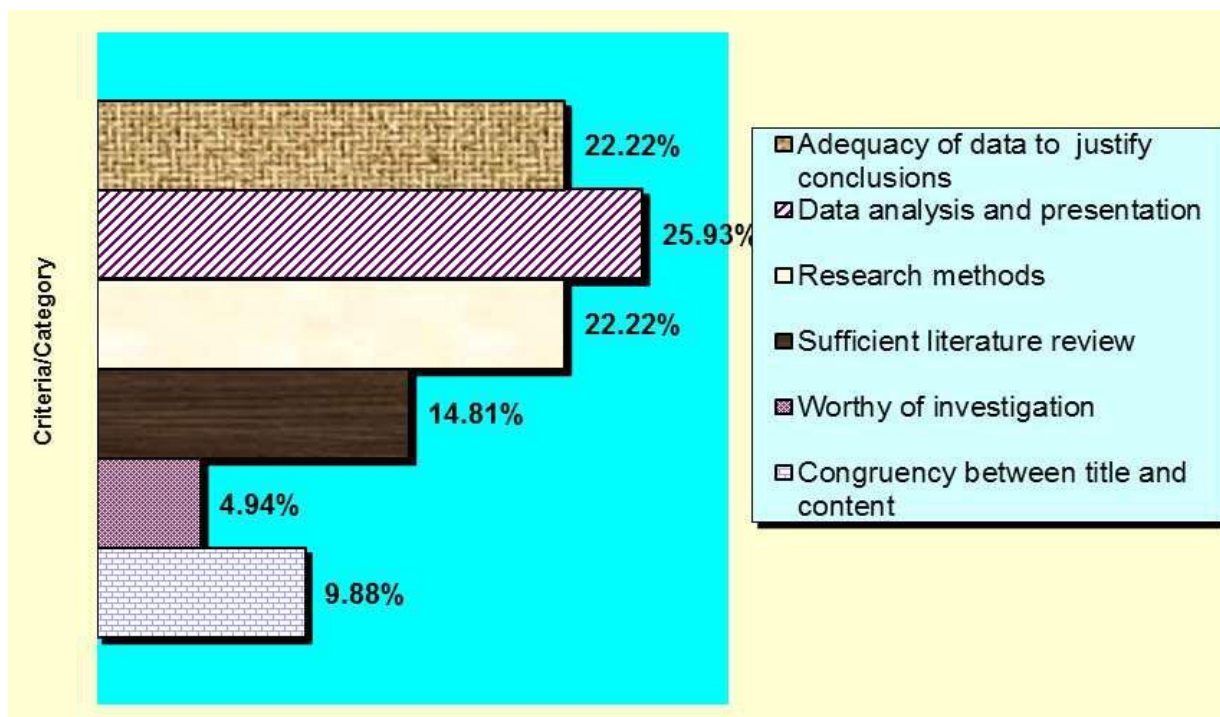 Criteria/Category
22.22%
25.93%
22.22%
14.81%
4.94%
9.88%
Adequacy of data to justify
conclusions
Data analysis and presentation
Research methods
Sufficient literature review
Worthy of investigation
Congruency between title and
content